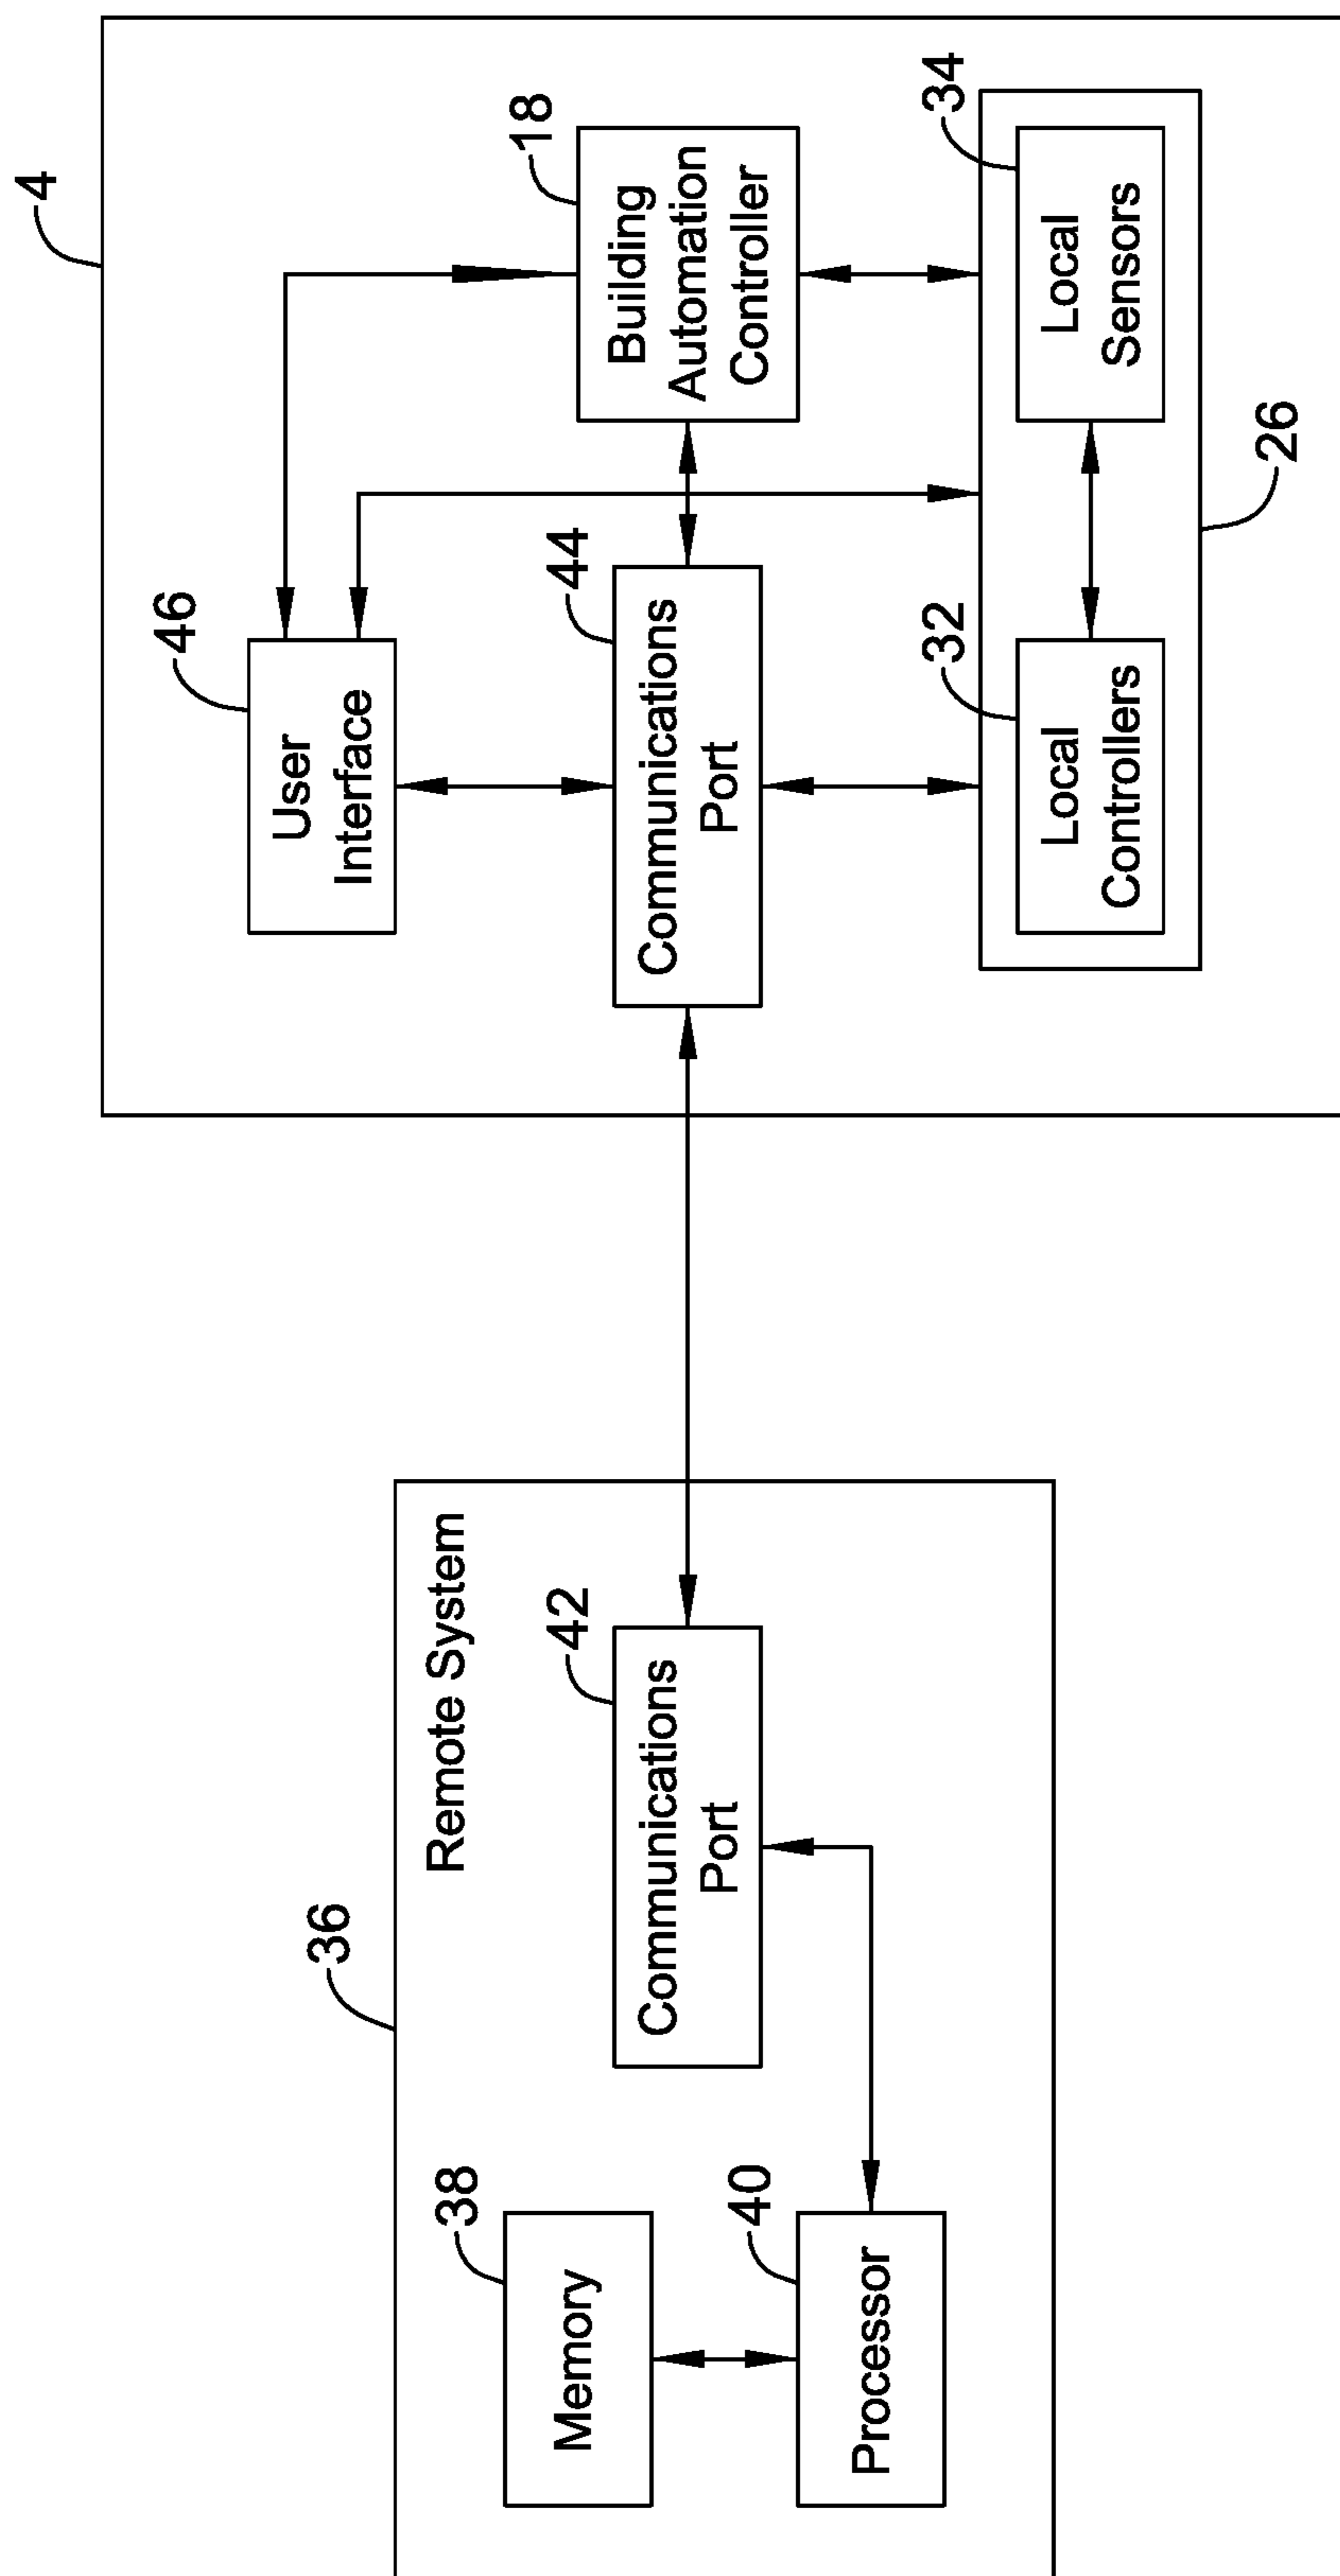 36
Remote System
38
Memory
40
Processor
42
Communications
Port
4
46
User
Interface
44
Communications
Port
18
Building
Automation
Controller
32
Local
Controllers
34
Local
Sensors
26